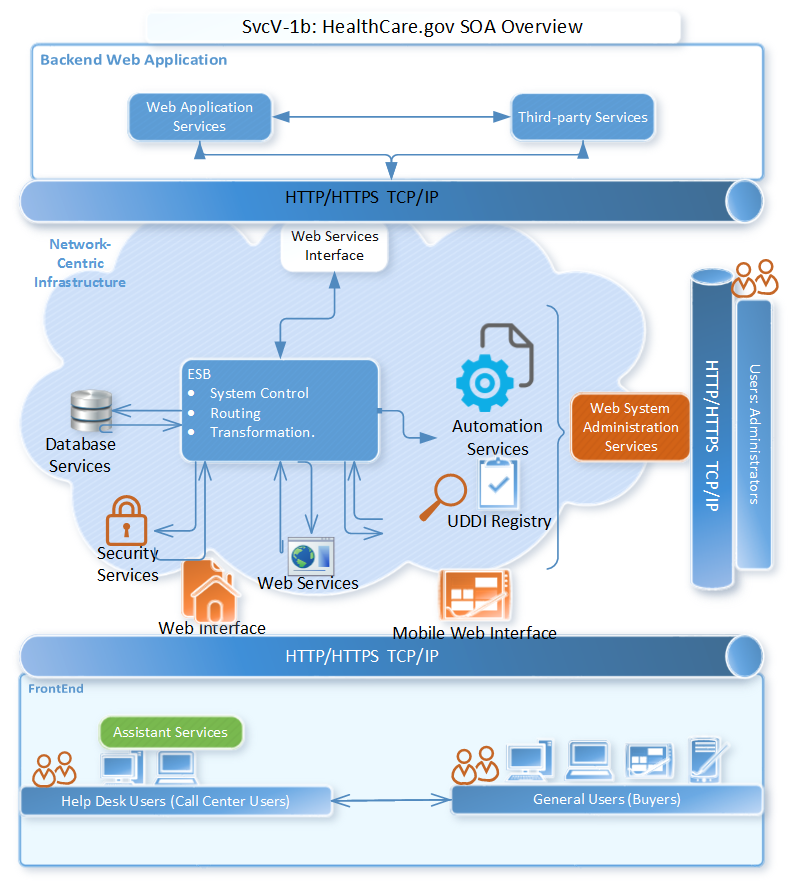 SvcV-1b: HealthCare.gov SOA Overview
Backend Web Application
Web Application
Services
Third-party Services
HTTP/HTTPS TCP/IP
Network-
Centric
Infrastructure
Web Services
Interface
ESB
• System Control
• Routing
• Transformation.
Database
Services
Automation
Services
Web System
Administration
Services
HTTP/HTTPS TCP/IP
Users: Administrators
UDDI Registry
Security
Services
Web Services
Web Interface
Mobile Web Interface
HTTP/HTTPS TCP/IP
FrontEnd
Assistant Services
Help Desk Users (Call Center Users)
General Users (Buyers)